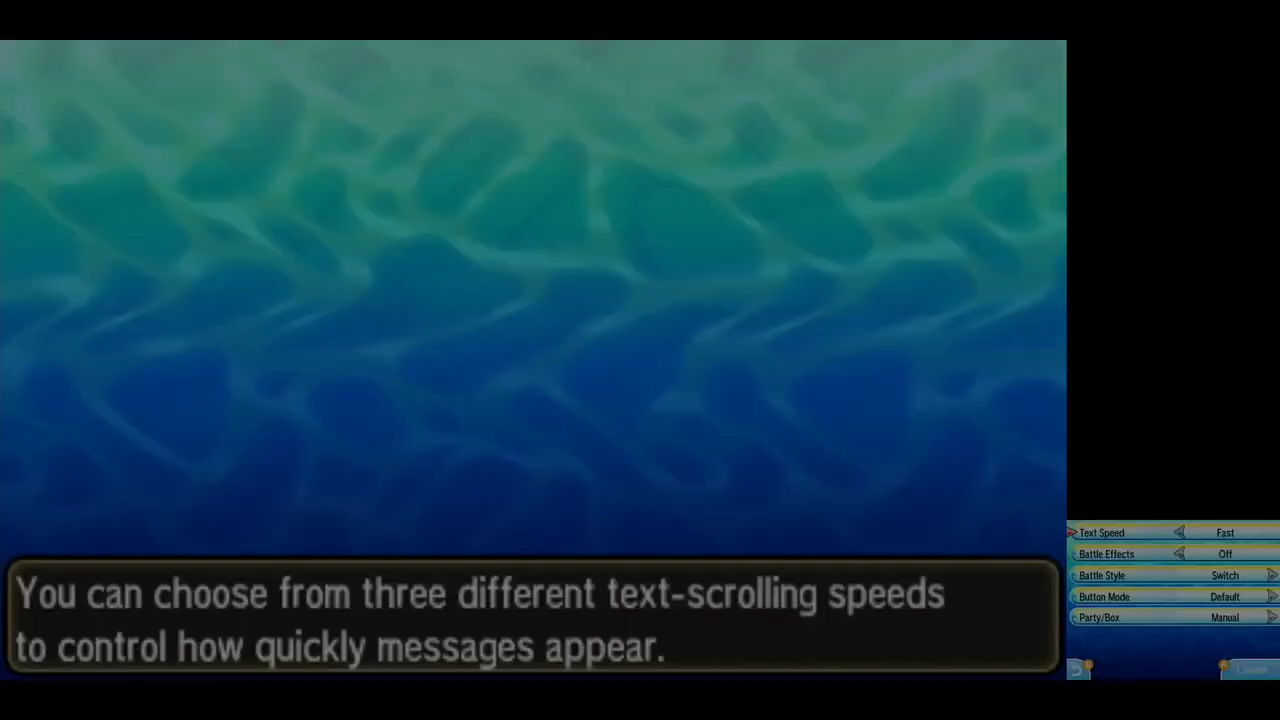 You can choose from three different text-scrolling speeds
to control how quickly messages appear.
Text Speed Fast
Battle Effects Off
Battle Style Switch
Button Mode Default
Party/Box Manual